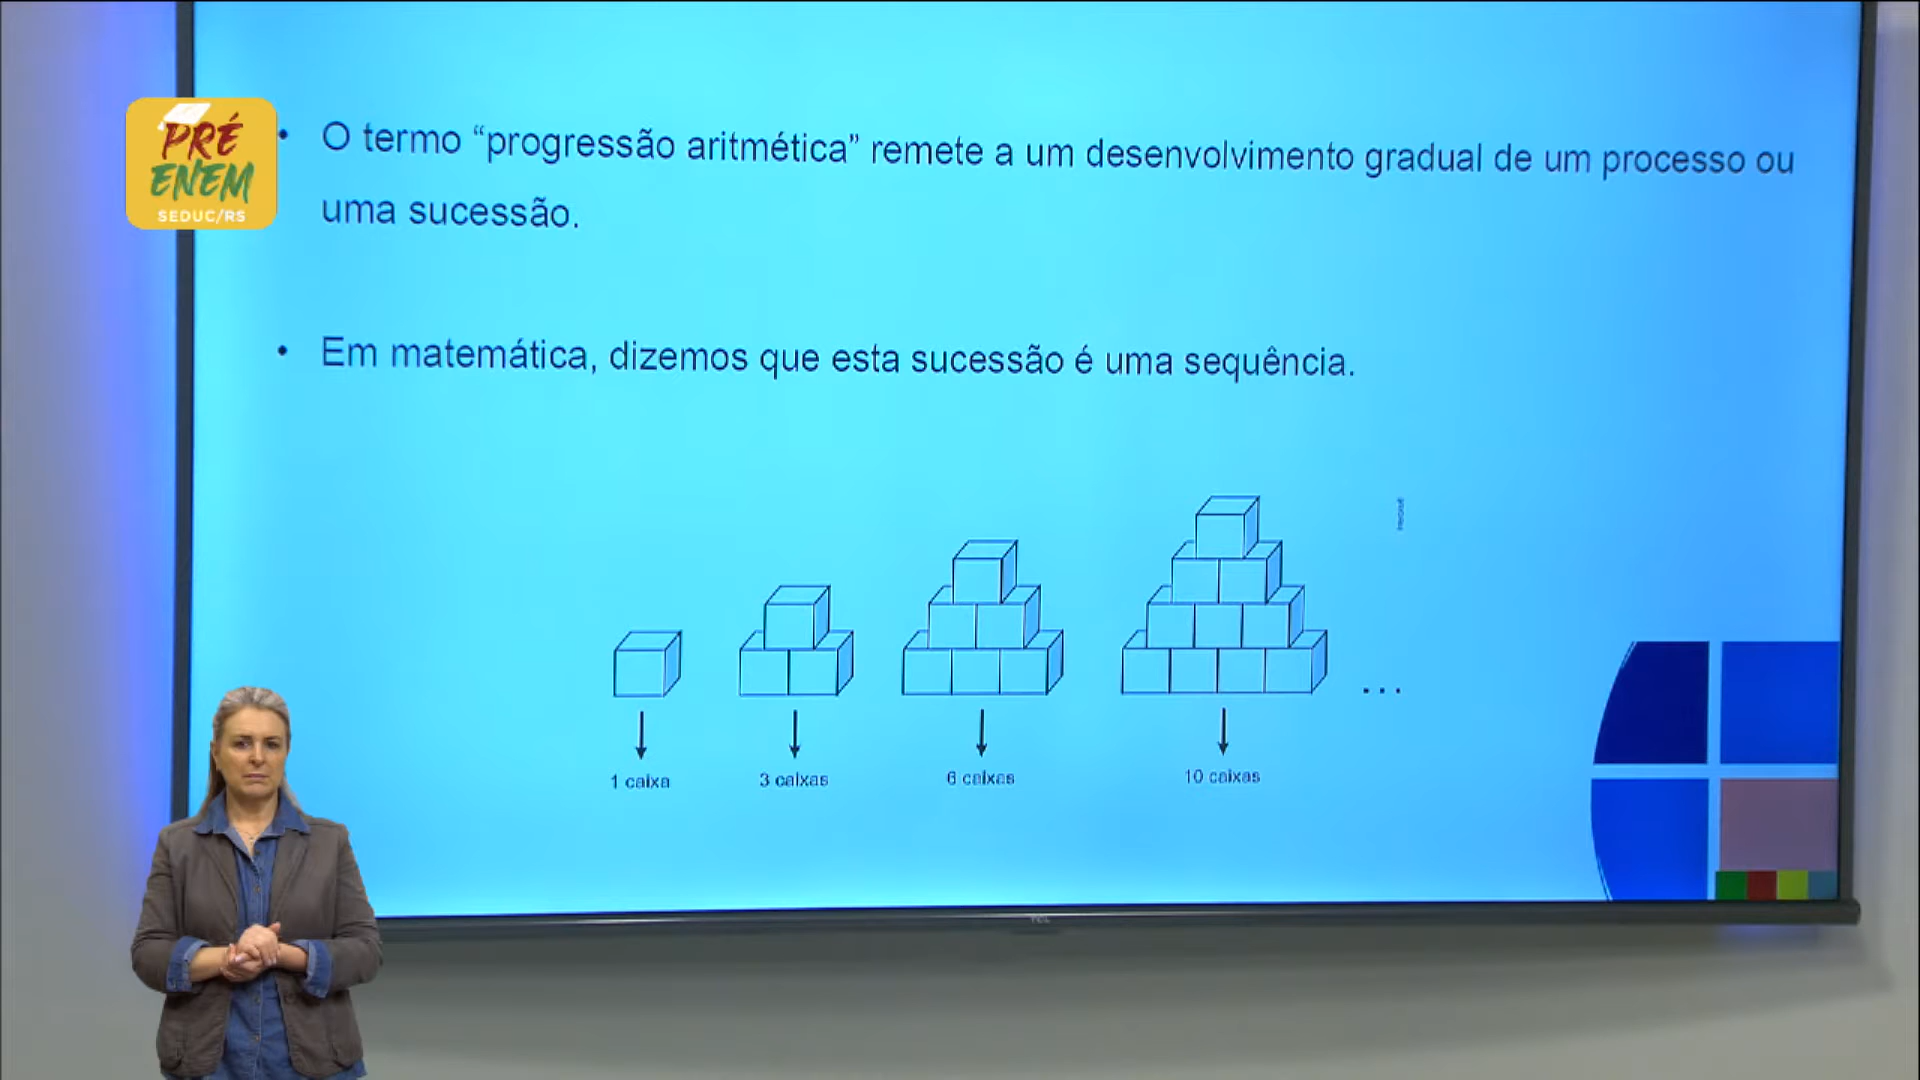 PRÉ
ENEM
SEDUC/RS
• O termo “progressão aritmética” remete a um desenvolvimento gradual de um processo ou
uma sucessão.
• Em matemática, dizemos que esta sucessão é uma sequência.
...
1 caixa 3 caixas 6 caixas 10 caixas
TCL